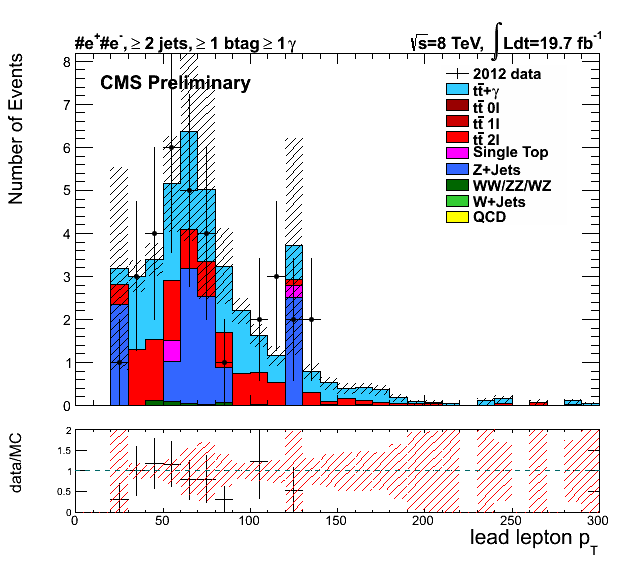 #e⁺#e⁻, ≥ 2 jets, ≥ 1 btag ≥ 1γ
√s=8 TeV, ∫ Ldt=19.7 fb⁻¹
CMS Preliminary
2012 data
tt̄+γ
tt̄ 0l
tt̄ 1l
tt̄ 2l
Single Top
Z+Jets
WW/ZZ/WZ
W+Jets
QCD
Number of Events
8
7
6
5
4
3
2
1
0
data/MC
2
1.5
1
0.5
0
0 50 100 150 200 250 300
lead lepton p_T